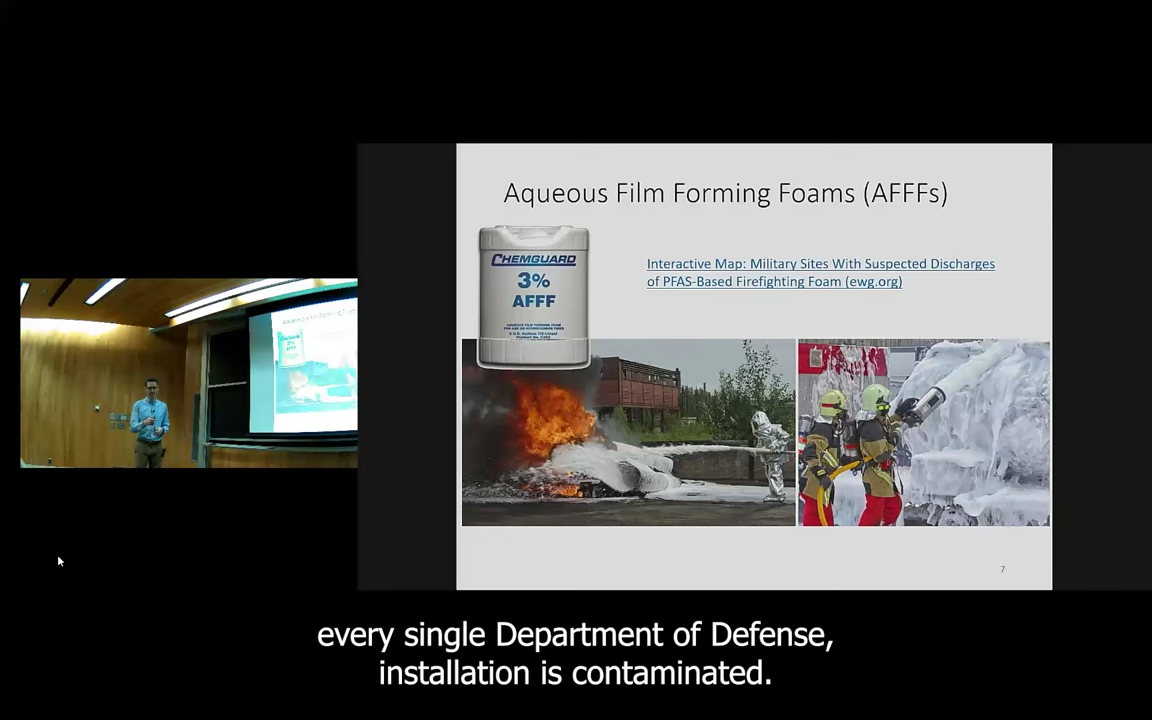 Aqueous Film Forming Foams (AFFFs)
CHEMGUARD
3%
AFFF
Interactive Map: Military Sites With Suspected Discharges
of PFAS-Based Firefighting Foam (ewg.org)
7
every single Department of Defense,
installation is contaminated.